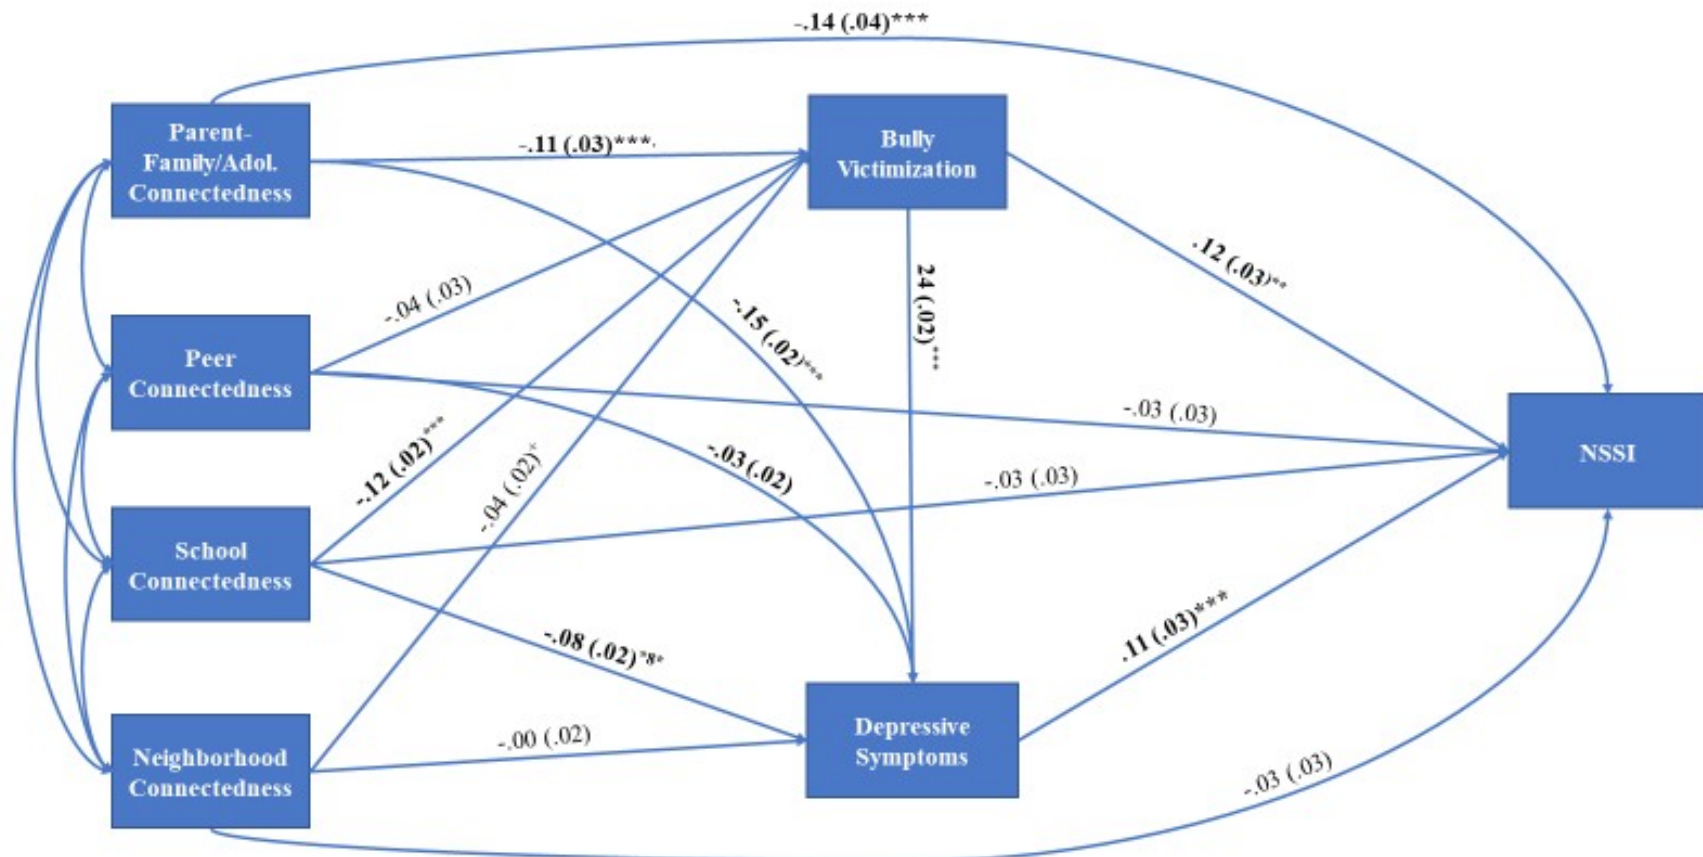 -.14 (.04)***
Parent-
Family/Adol.
Connectedness
Bully
Victimization
-.11 (.03)***.
.12 (.03))**
24 (.02)***
-.04 (.03)
-.15 (.02))***
Peer
Connectedness
-.03 (.03)
NSSI
-.03 (.02)
-.12 (.02)***
-.04 (.02)+
-.03 (.03)
School
Connectedness
-.08 (.02)*8*
.11 (.03)***
Depressive
Symptoms
-.00 (.02)
Neighborhood
Connectedness
-.03 (.03)